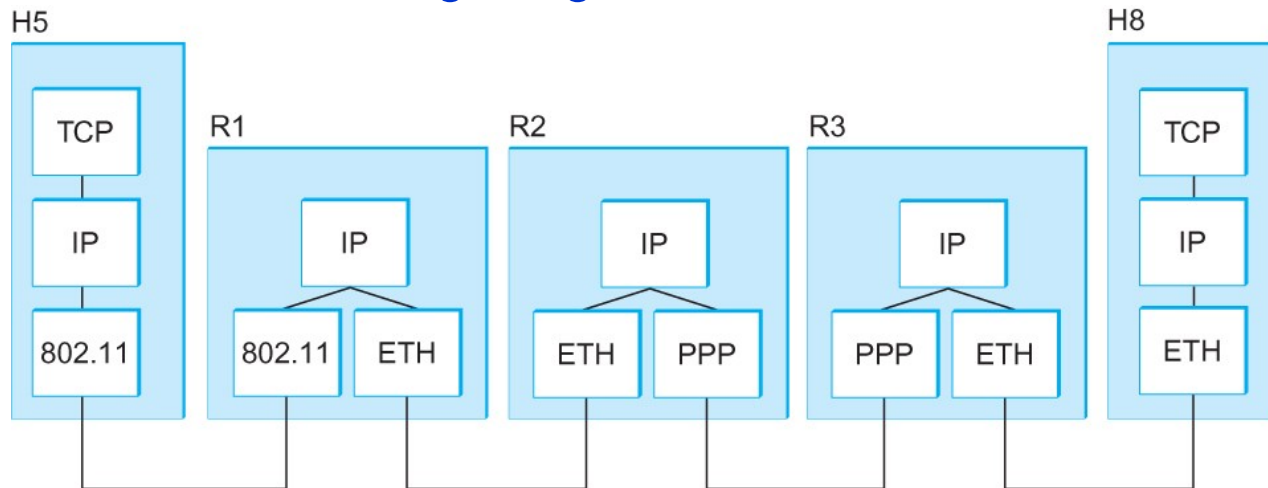 H5
H8
TCP
R1
R2
R3
TCP
IP
IP
IP
IP
IP
802.11
802.11
ETH
ETH
PPP
PPP
ETH
ETH